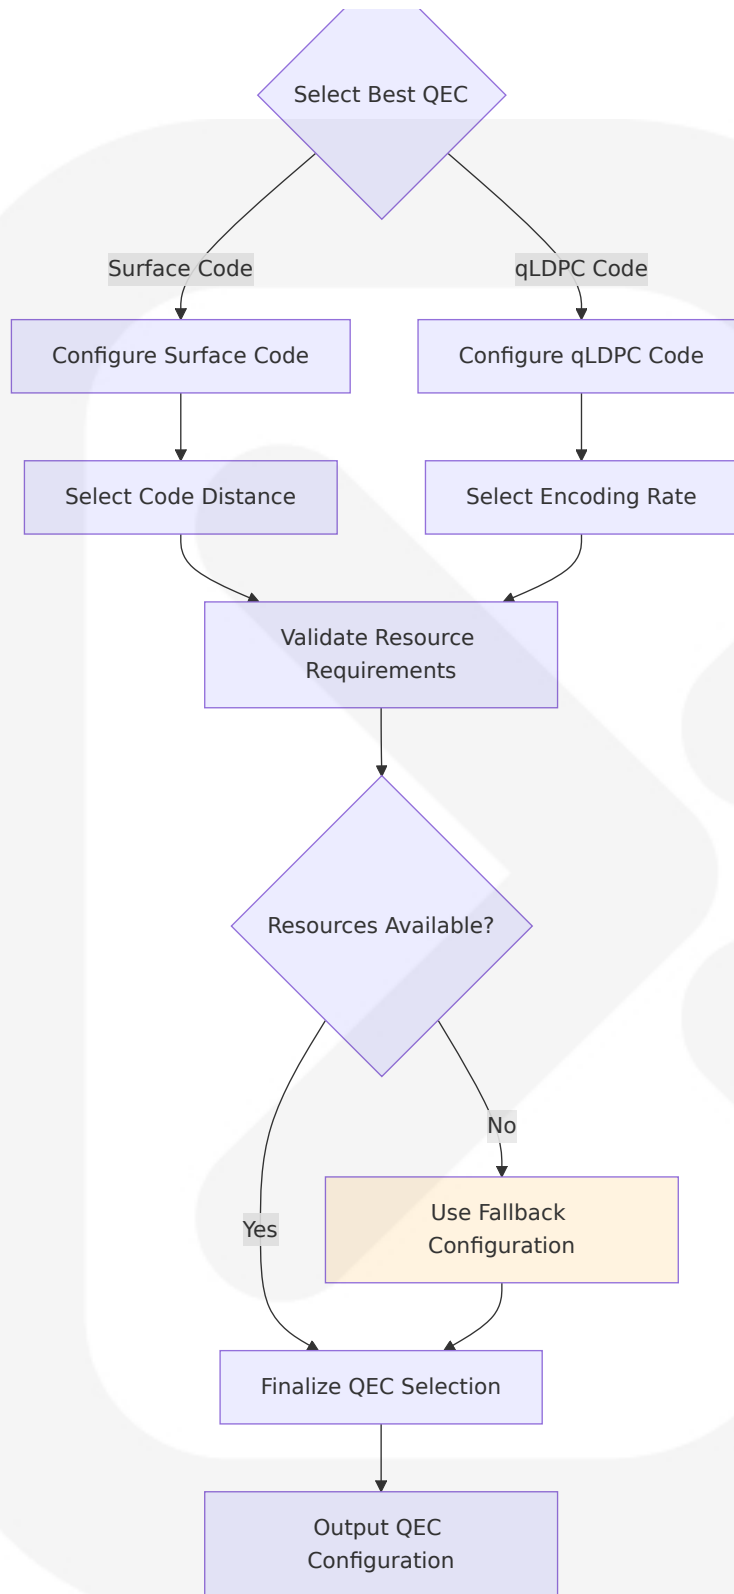 Select Best QEC
Surface Code
qLDPC Code
Configure Surface Code
Configure qLDPC Code
Select Code Distance
Select Encoding Rate
Validate Resource
Requirements
Resources Available?
No
Use Fallback
Configuration
Yes
Finalize QEC Selection
Output QEC
Configuration